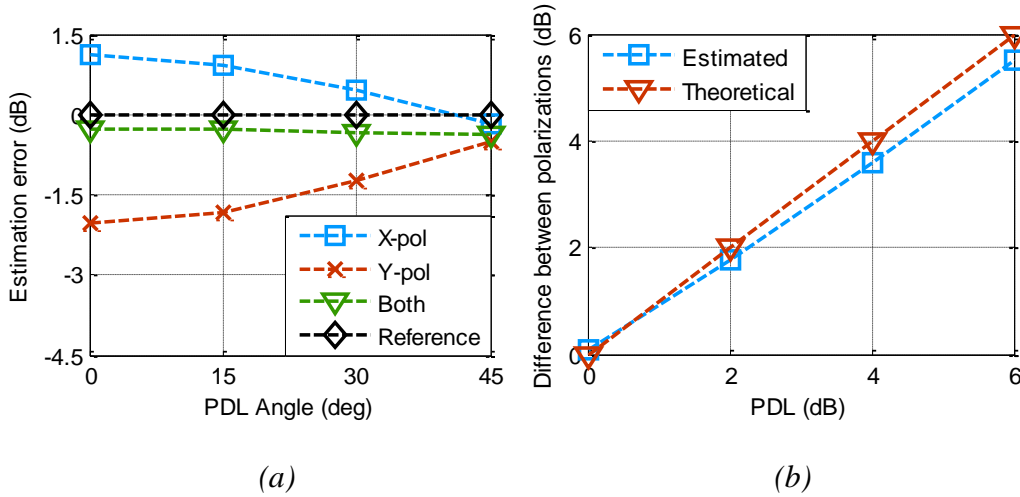 1.5
0
-1.5
-3
-4.5
Estimation error (dB)
X-pol
Y-pol
Both
Reference
0 15 30 45
PDL Angle (deg)
(a)
6
4
2
0
Difference between polarizations (dB)
Estimated
Theoretical
0 2 4 6
PDL (dB)
(b)